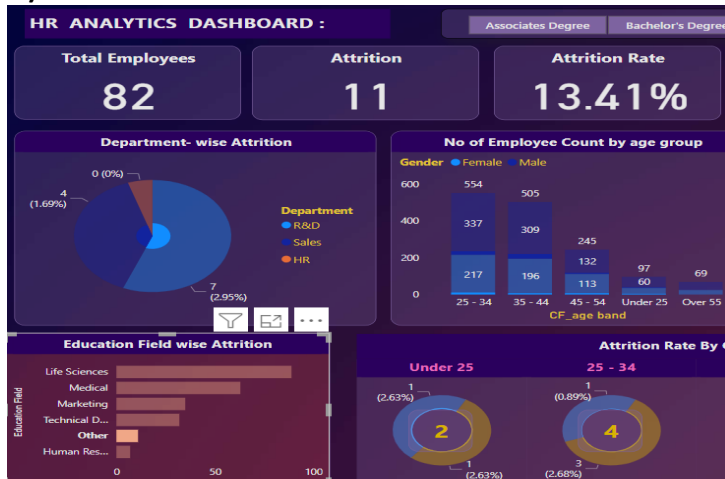 HR ANALYTICS DASHBOARD :
Associates Degree
Bachelor's Degree
Total Employees
82
Attrition
11
Attrition Rate
13.41%
Department- wise Attrition
0 (0%)
4
(1.69%)
7
(2.95%)
Department
R&D
Sales
HR
No of Employee Count by age group
Gender Female Male
600
400
200
0
554
337
217
505
309
196
245
132
113
97
60
69
25 - 34
35 - 44
45 - 54
Under 25
Over 55
CF_age band
Education Field wise Attrition
Education Field
Life Sciences
Medical
Marketing
Technical D...
Other
Human Res...
0
50
100
Attrition Rate By
Under 25
1
(2.63%)
2
1
(2.63%)
25 - 34
1
(0.89%)
4
3
(2.68%)